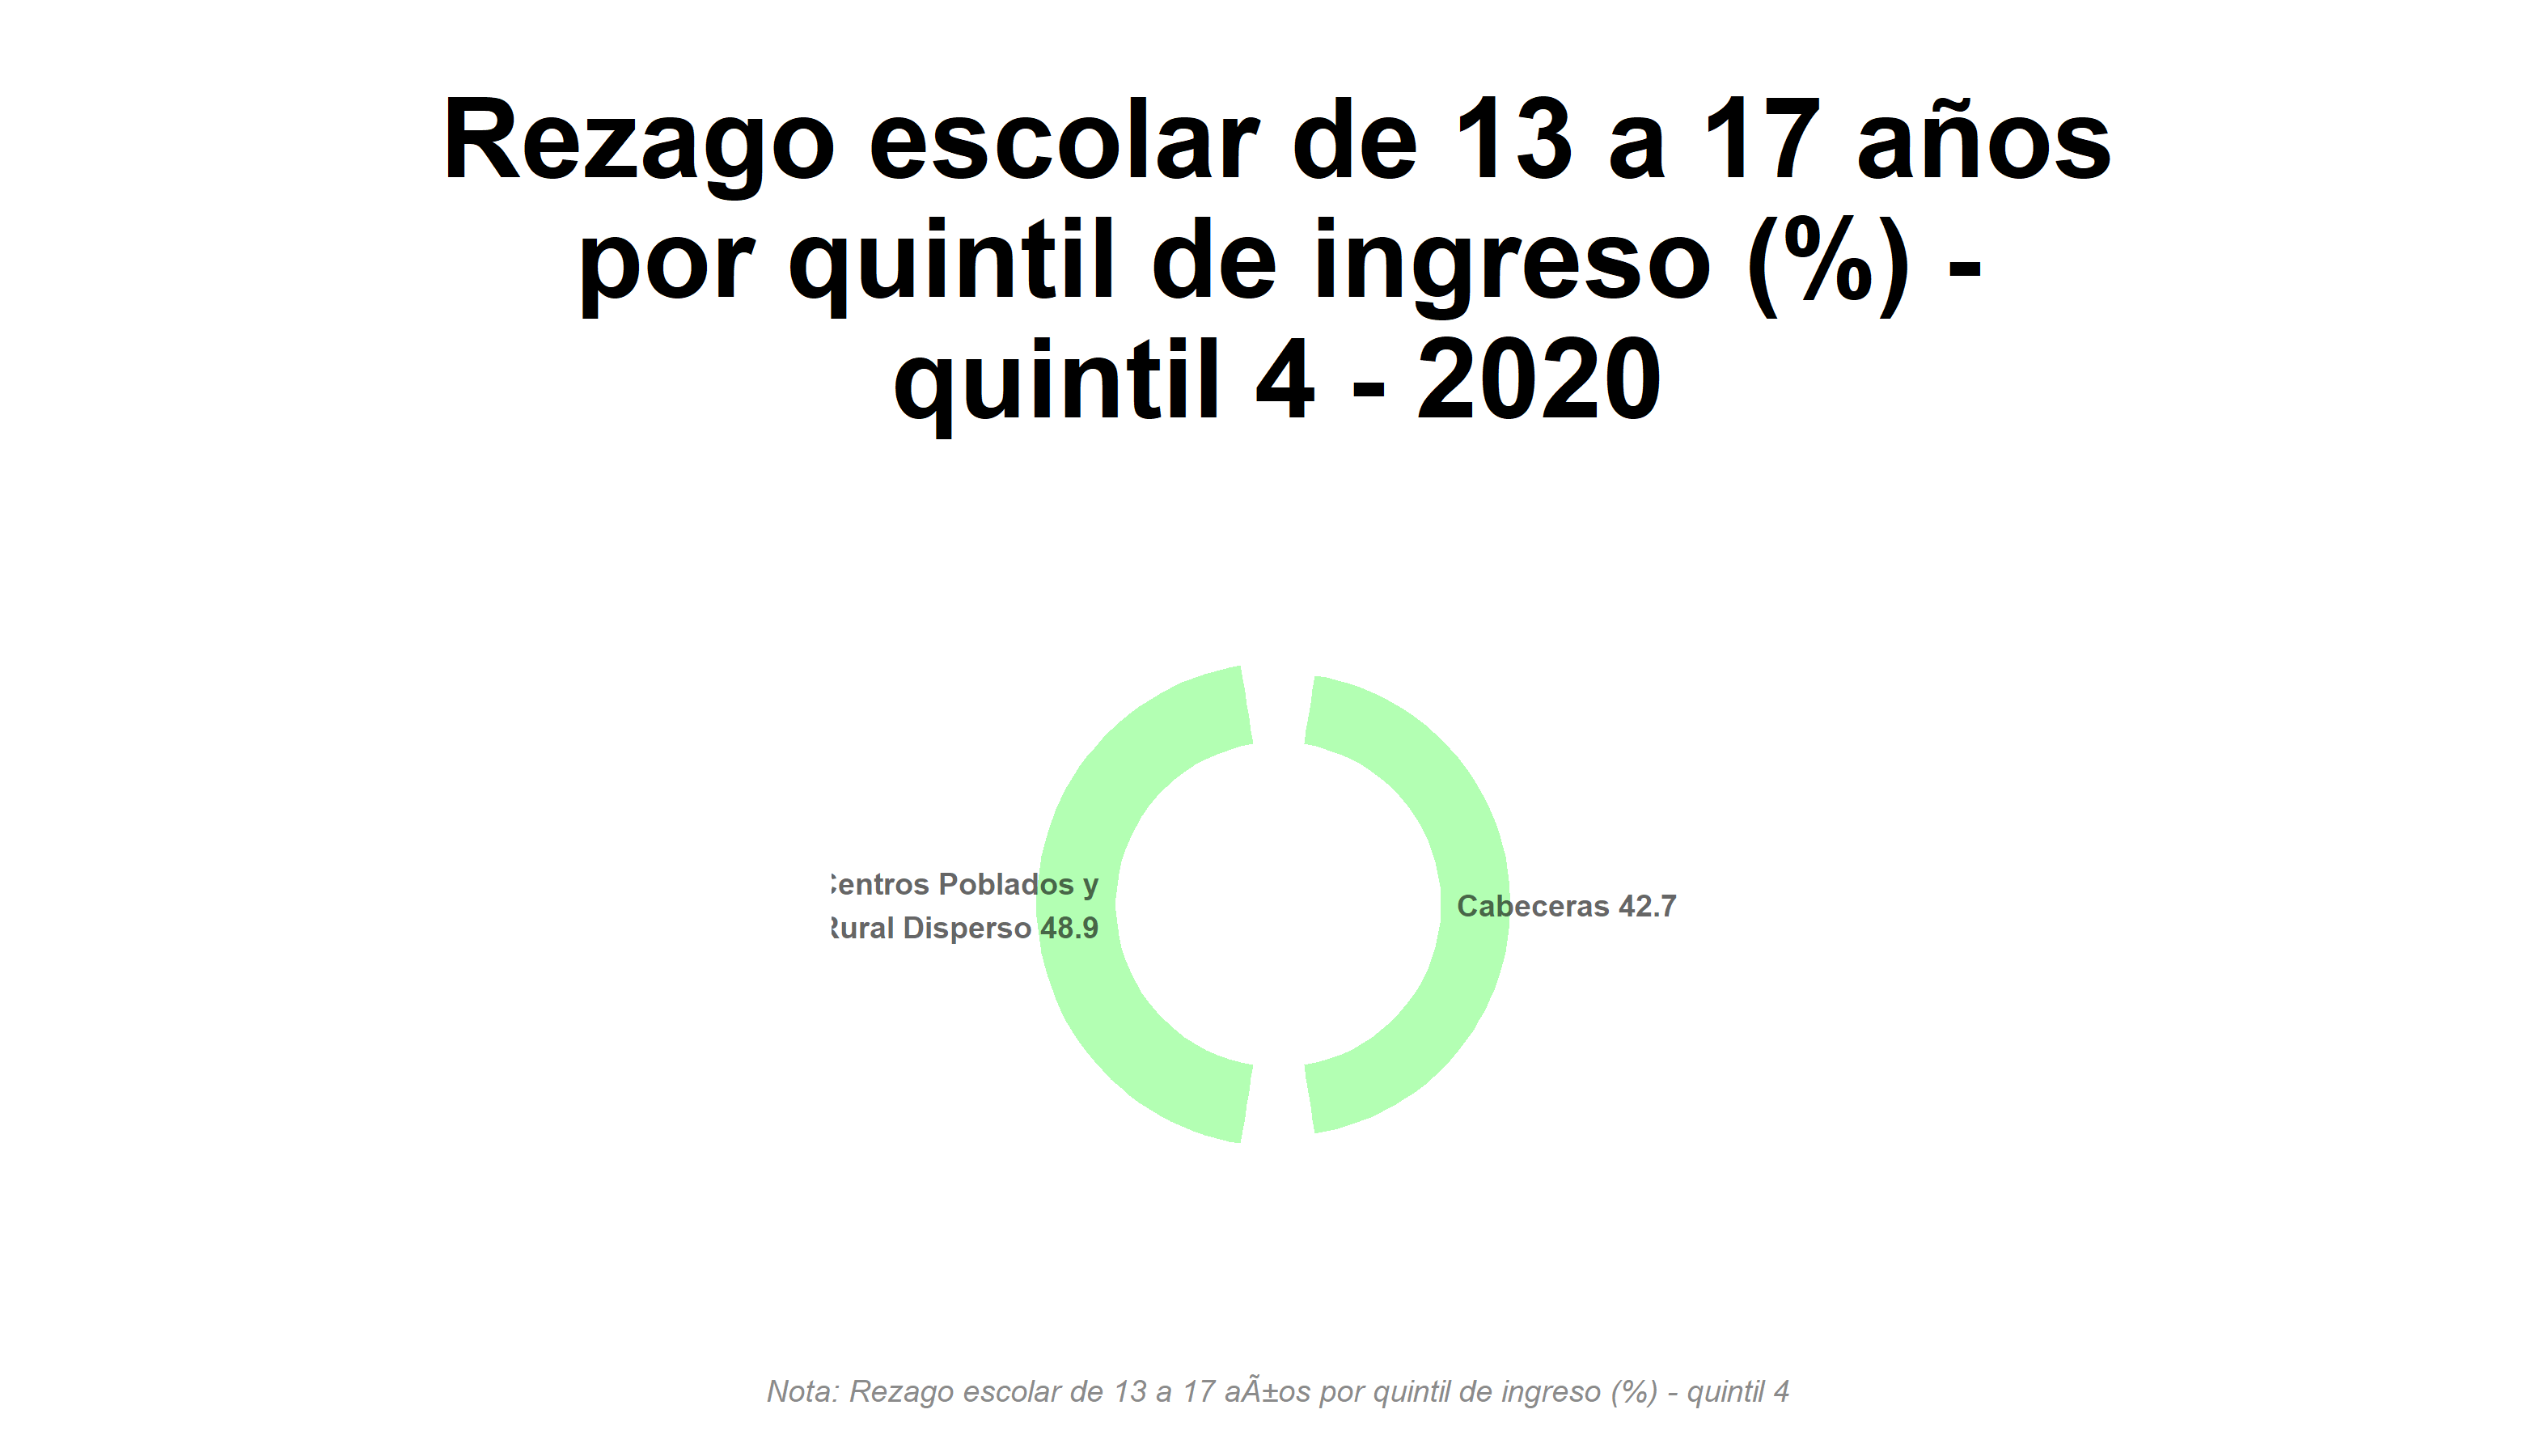 Rezago escolar de 13 a 17 años
por quintil de ingreso (%) -
quintil 4 - 2020
Centros Poblados y
Rural Disperso 48.9
Cabeceras 42.7
Nota: Rezago escolar de 13 a 17 aÃ±os por quintil de ingreso (%) - quintil 4